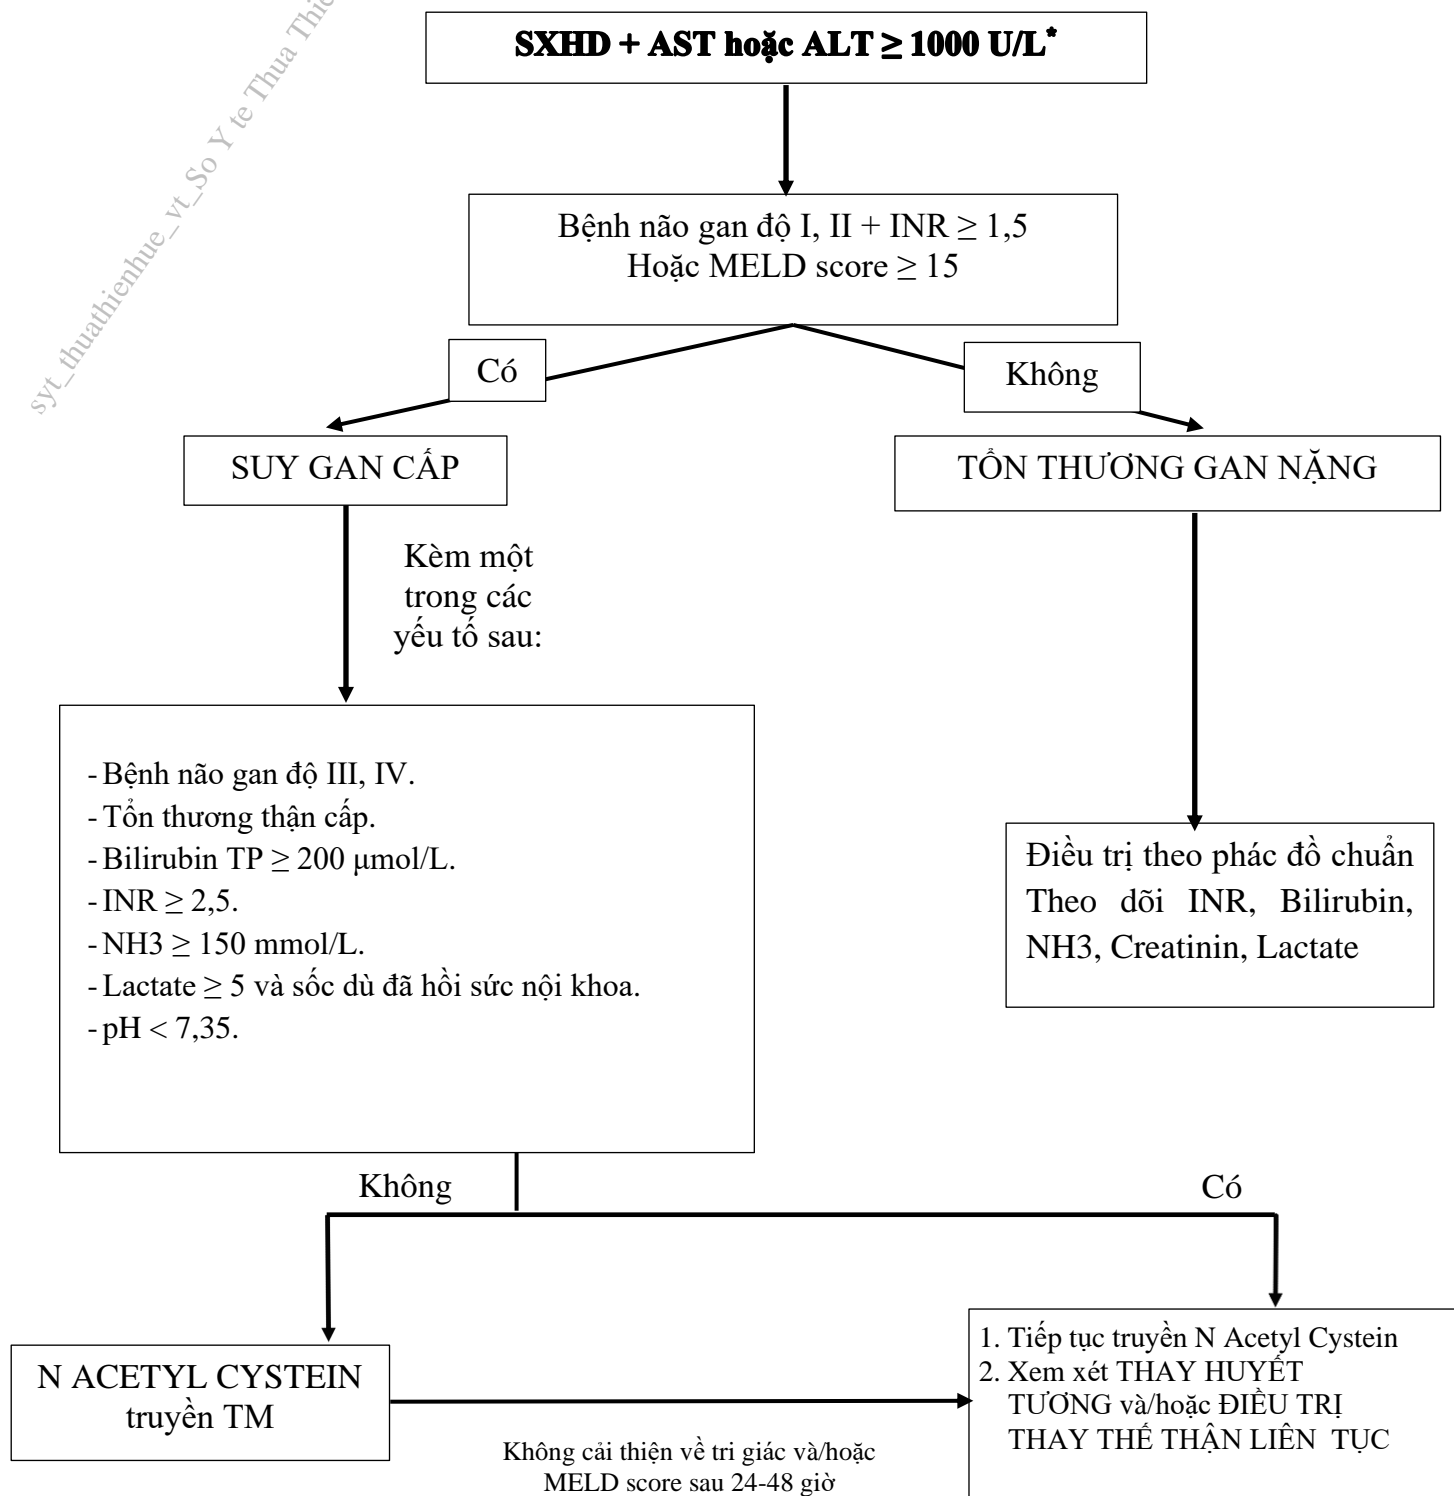 SXHD + AST hoặc ALT ≥ 1000 U/L*
syt_thuathienhue_vt_So Y te Thua Thie
Bệnh não gan độ I, II + INR ≥ 1,5
Hoặc MELD score ≥ 15
Có
Không
SUY GAN CẤP
TỔN THƯƠNG GAN NẶNG
Kèm một
trong các
yếu tố sau:
- Bệnh não gan độ III, IV.
- Tổn thương thận cấp.
- Bilirubin TP ≥ 200 μmol/L.
- INR ≥ 2,5.
- NH3 ≥ 150 mmol/L.
- Lactate ≥ 5 và sốc dù đã hồi sức nội khoa.
- pH < 7,35.
Điều trị theo phác đồ chuẩn
Theo dõi INR, Bilirubin,
NH3, Creatinin, Lactate
Không
Có
N ACETYL CYSTEIN
truyền TM
Không cải thiện về tri giác và/hoặc
MELD score sau 24-48 giờ
1. Tiếp tục truyền N Acetyl Cystein
2. Xem xét THAY HUYẾT
TƯƠNG và/hoặc ĐIỀU TRỊ
THAY THẾ THẬN LIÊN TỤC